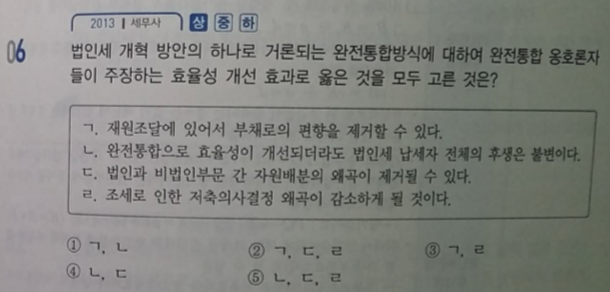 2013 | 세무사 상 중 하
06 법인세 개혁 방안의 하나로 거론되는 완전통합방식에 대하여 완전통합 옹호론자
들이 주장하는 효율성 개선 효과로 옳은 것을 모두 고른 것은?
ㄱ. 재원조달에 있어서 부채로의 편향을 제거할 수 있다.
ㄴ. 완전통합으로 효율성이 개선되더라도 법인세 납세자 전체의 후생은 불변이다.
ㄷ. 법인과 비법인부문 간 자원배분의 왜곡이 제거될 수 있다.
ㄹ. 조세로 인한 저축의사결정 왜곡이 감소하게 될 것이다.
① ㄱ, ㄴ ② ㄱ, ㄷ, ㄹ ③ ㄱ, ㄹ
④ ㄴ, ㄷ ⑤ ㄴ, ㄷ, ㄹ